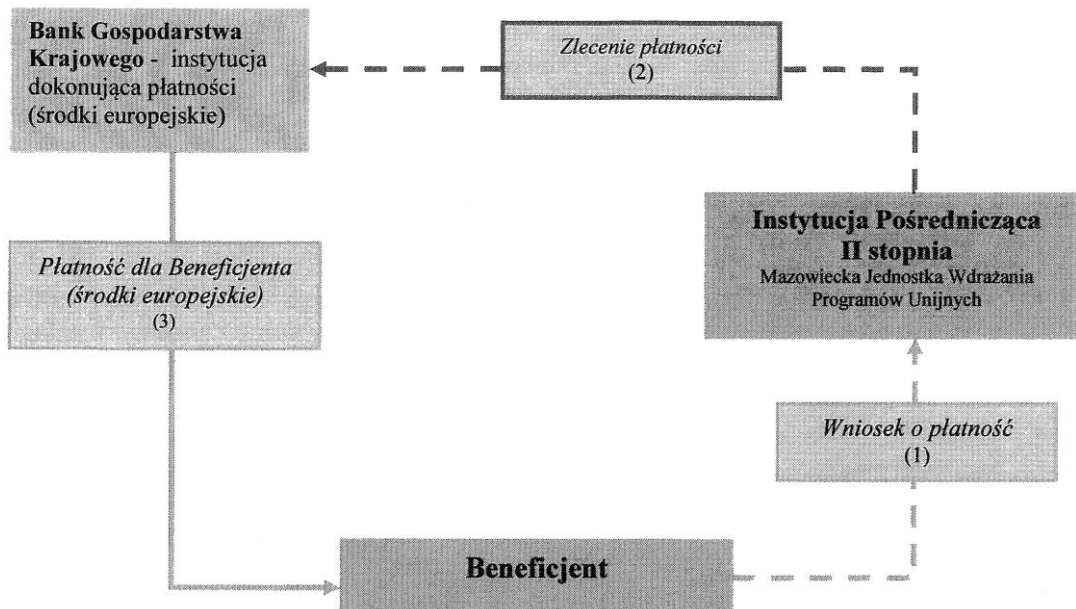 Bank Gospodarstwa
Krajowego - instytucja
dokonująca płatności
(środki europejskie)
Zlecenie płatności
(2)
Instytucja Pośrednicząca
II stopnia
Mazowiecka Jednostka Wdrażania
Programów Unijnych
Płatność dla Beneficjenta
(środki europejskie)
(3)
Wniosek o płatność
(1)
Beneficjent